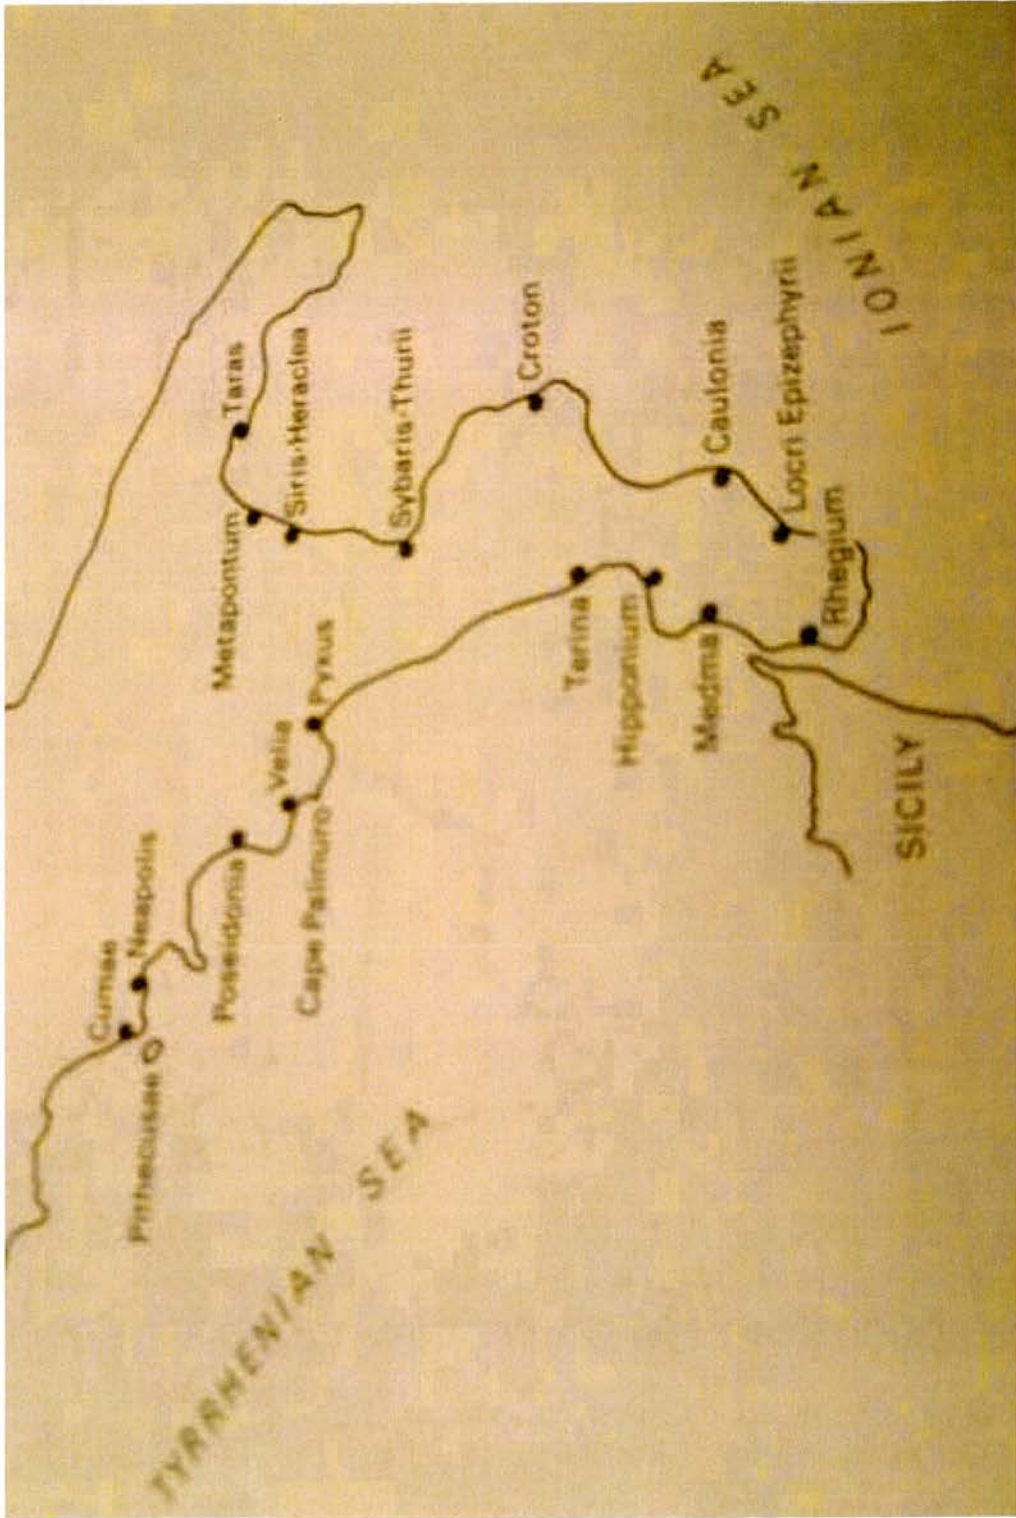 Cumae
Neapolis
Pithecusae
Poseidonia
Velia
Cape Palinuro
Pyxus
Metapontum
Taras
Siris-Heraclea
Sybaris-Thurii
Croton
Terina
Hipponium
Medma
Caulonia
Locri Epizephyrii
Rhegium
SICILY
TYRRHENIAN SEA
IONIAN SEA